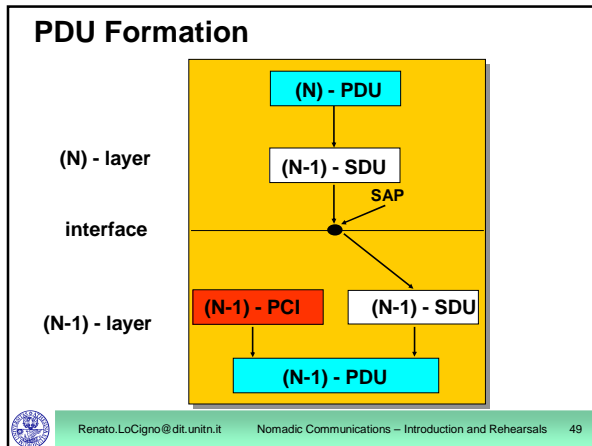 PDU Formation
(N) - PDU
(N) - layer
(N-1) - SDU
SAP
interface
(N-1) - layer
(N-1) - PCI
(N-1) - SDU
(N-1) - PDU
Renato.LoCigno@dit.unitn.it Nomadic Communications – Introduction and Rehearsals 49